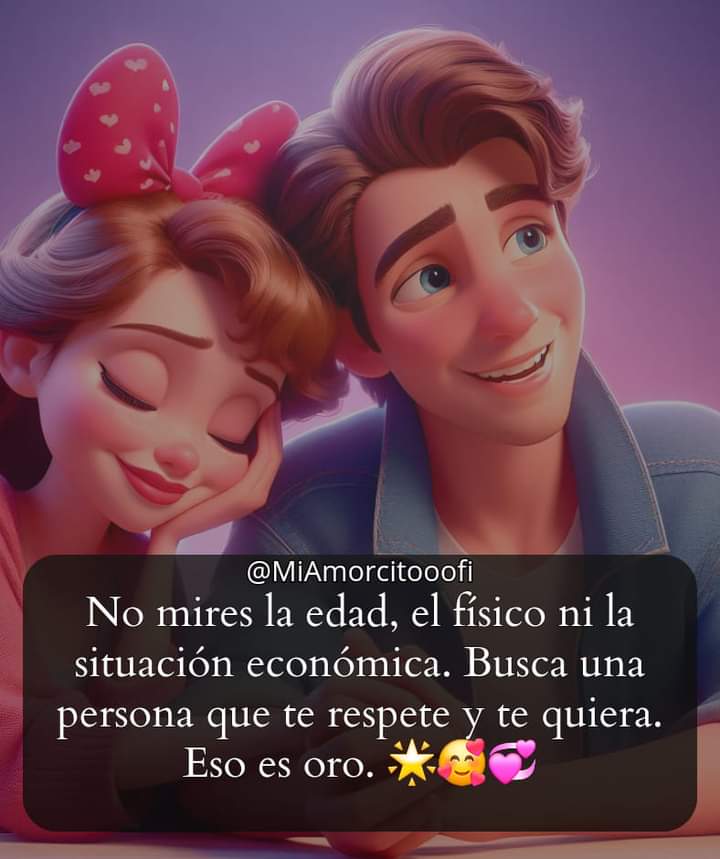 @MiAmorcitooofi
No mires la edad, el físico ni la
situación económica. Busca una
persona que te respete y te quiera.
Eso es oro. 🌟🥰💞